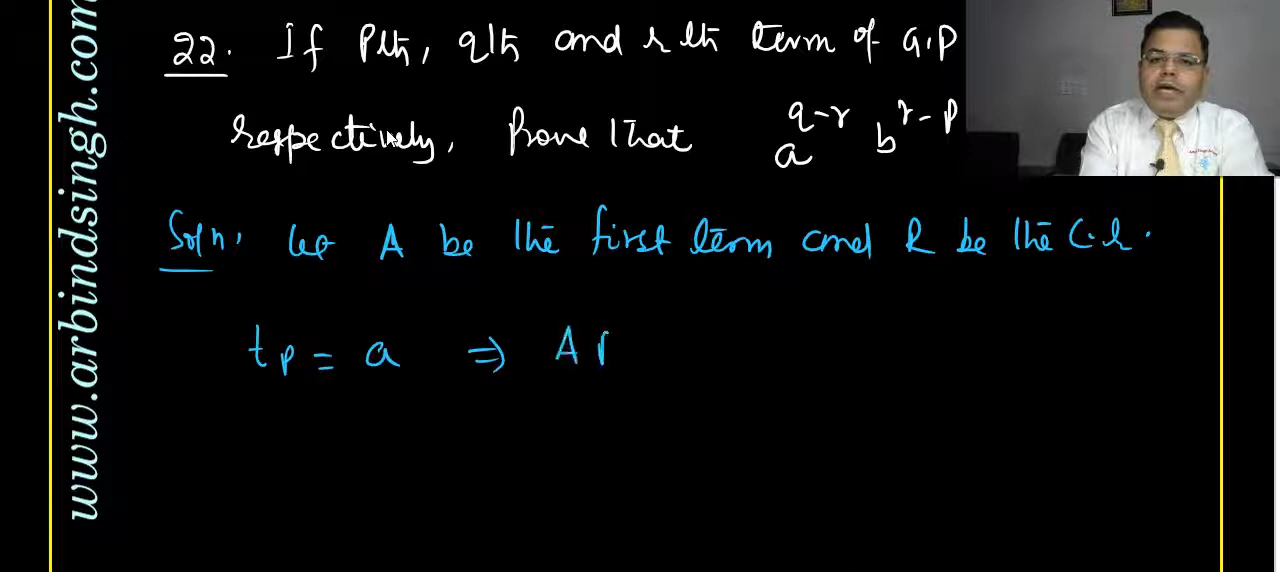 www.arbindsingh.com
22. If Pth, qth and rth term of G.P
respectively, Prove that a^{q-r} b^{r-p}
Soln. Let A be the first term and R be the C.r.
t_p = a ⇒ A